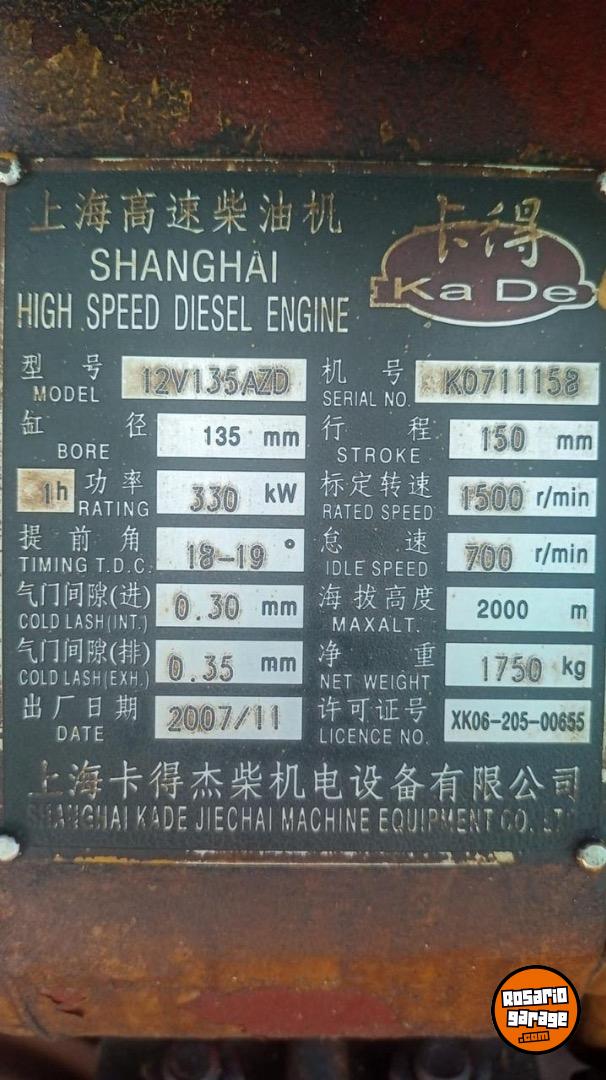 上海高速柴油机
卡得
Ka De
SHANGHAI
HIGH SPEED DIESEL ENGINE
型 号 12V135AZD 机 号 K0711158
MODEL SERIAL NO.
缸 径 135 mm 行 程 150 mm
BORE STROKE
1h 功率 330 kW 标定转速 1500 r/min
RATING RATED SPEED
提前角 18-19° 怠 速 700 r/min
TIMING T.D.C. IDLE SPEED
气门间隙(进) 0.30 mm 海拔高度 2000 m
COLD LASH(INT.) MAXALT.
气门间隙(排) 0.35 mm 净 重 1750 kg
COLD LASH(EXH.) NET WEIGHT
出厂日期 2007/11 许可证号 XK06-205-00655
DATE LICENCE NO.
上海卡得杰柴机电设备有限公司
SHANGHAI KADE JIECHAI MACHINE EQUIPMENT CO. LTD
Rosario
garage
.com